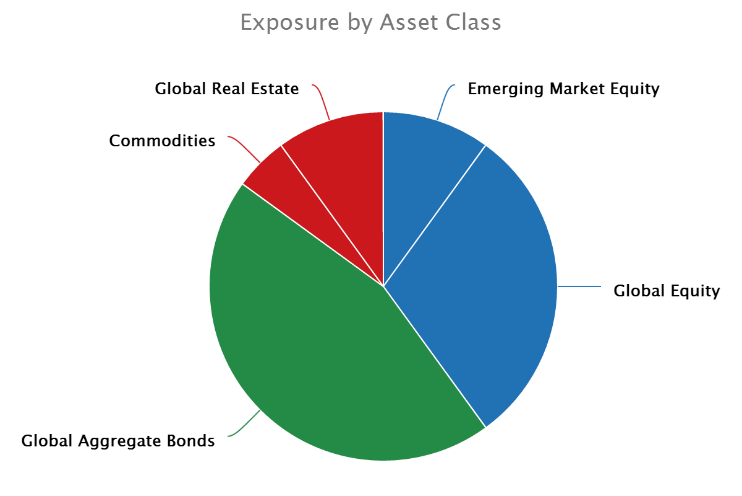 Exposure by Asset Class
Global Real Estate
Emerging Market Equity
Commodities
Global Equity
Global Aggregate Bonds